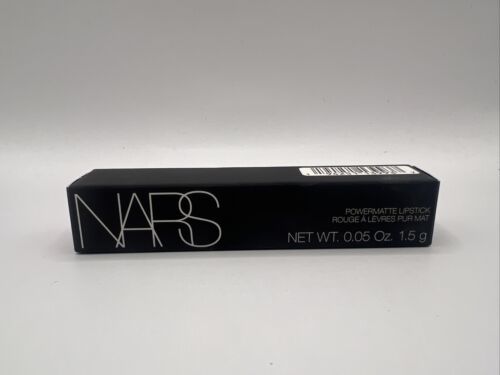 NARS
POWERMATTE LIPSTICK
ROUGE À LÈVRES PUR MAT
NET WT. 0.05 Oz. 1.5 g